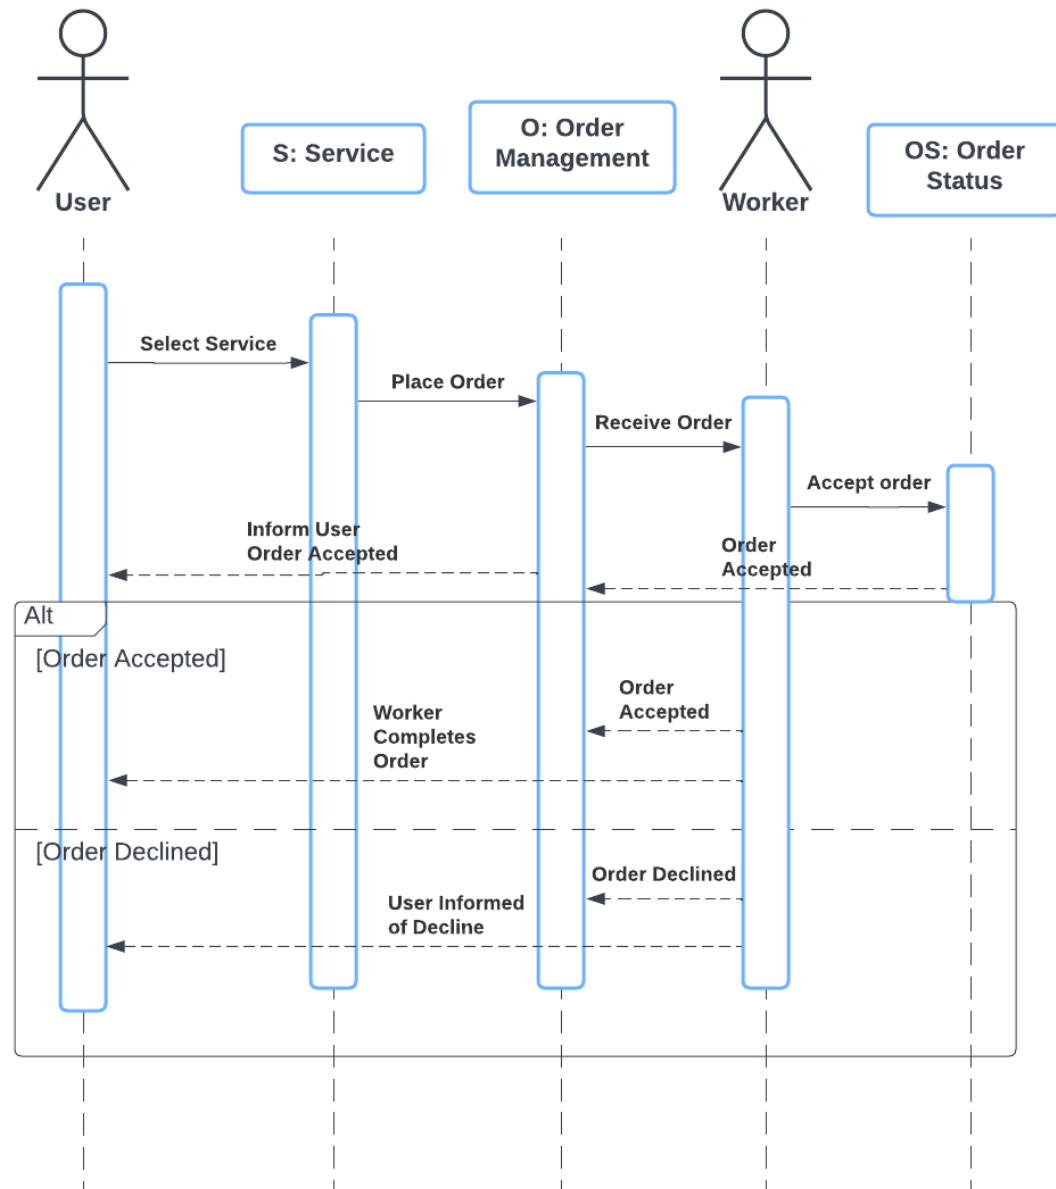 User
S: Service
O: Order
Management
Worker
OS: Order
Status
Select Service
Place Order
Receive Order
Accept order
Inform User
Order Accepted
Order
Accepted
Alt
[Order Accepted]
Order
Accepted
Worker
Completes
Order
[Order Declined]
Order Declined
User Informed
of Decline